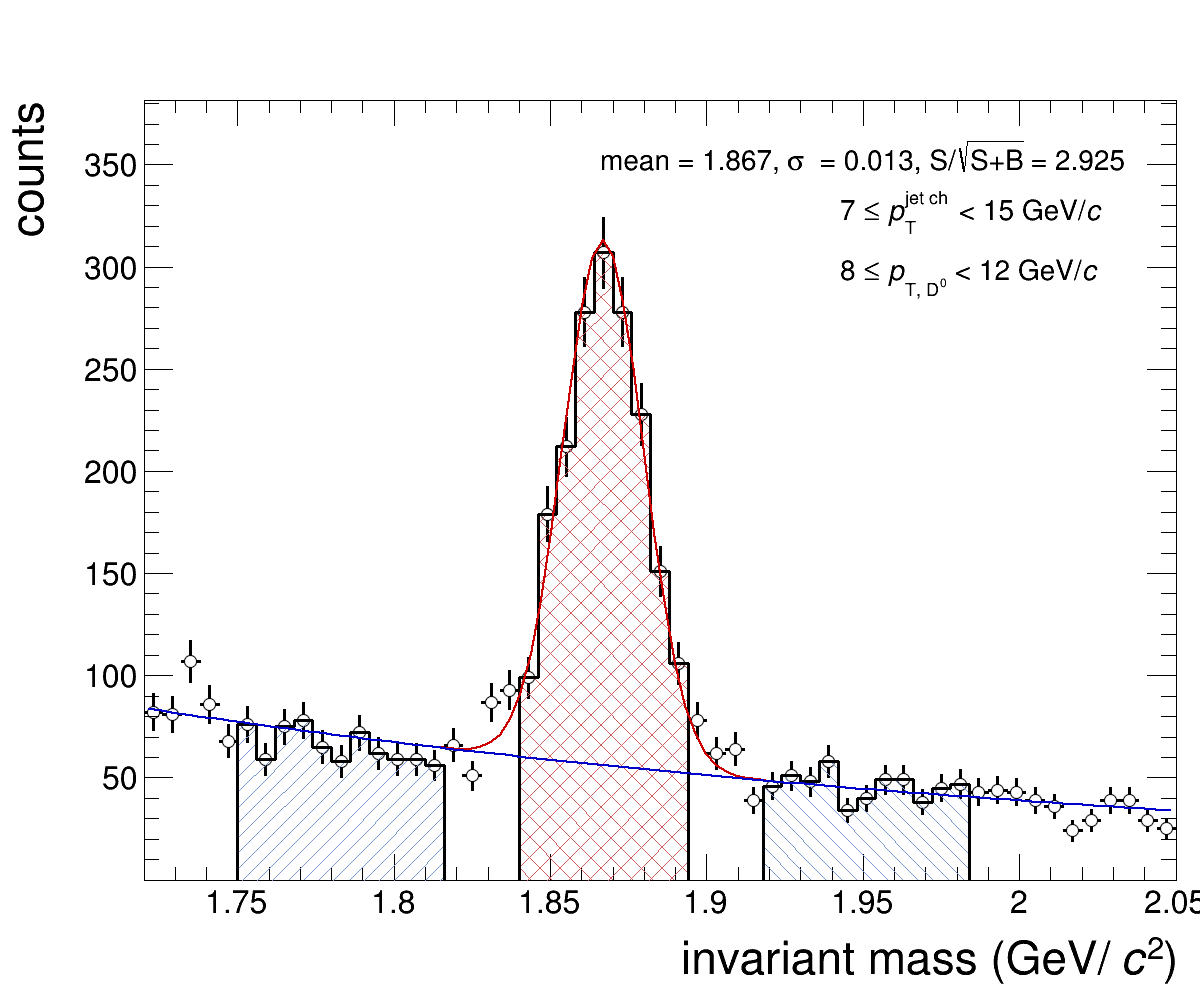 counts
350
300
250
200
150
100
50
mean = 1.867, σ = 0.013, S/√S+B = 2.925
7 ≤ p_T^jet ch < 15 GeV/c
8 ≤ p_T, D⁰ < 12 GeV/c
1.75 1.8 1.85 1.9 1.95 2 2.05
invariant mass (GeV/ c²)